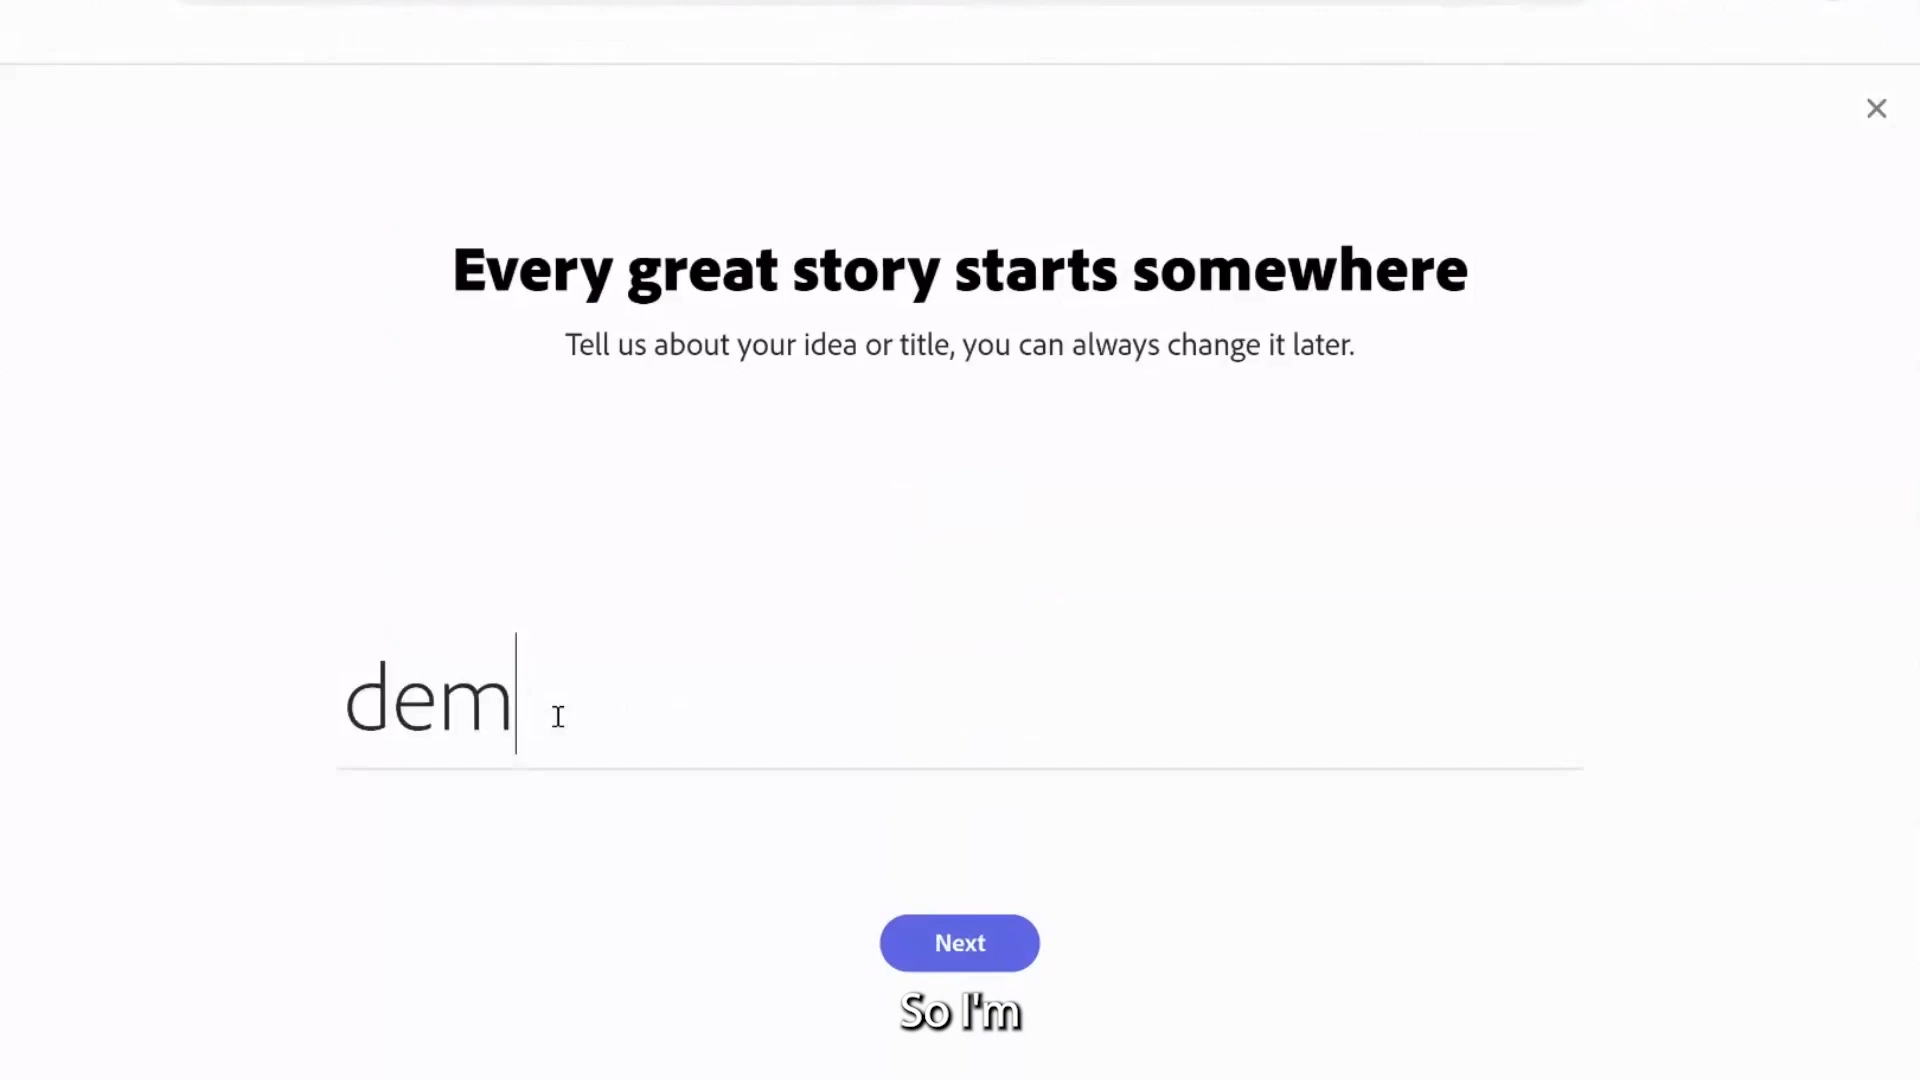 Every great story starts somewhere
Tell us about your idea or title, you can always change it later.
dem
Next
So I'm